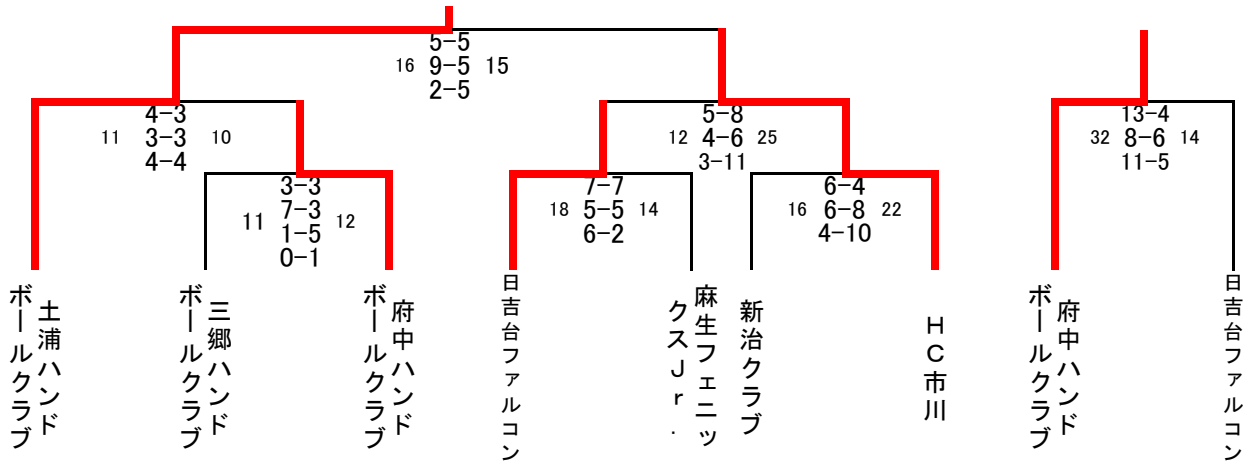 5-5
16 9-5 15
2-5
4-3
11 3-3 10
4-4
5-8
12 4-6 25
3-11
13-4
32 8-6 14
11-5
3-3
7-3
11 12
1-5
0-1
7-7
18 5-5 14
6-2
6-4
16 6-8 22
4-10
土浦ハンド
ボールクラブ
三郷ハンド
ボールクラブ
府中ハンド
ボールクラブ
日吉台ファルコン
麻生フェニッ
クスJr.
新治クラブ
HC市川
府中ハンド
ボールクラブ
日吉台ファルコン